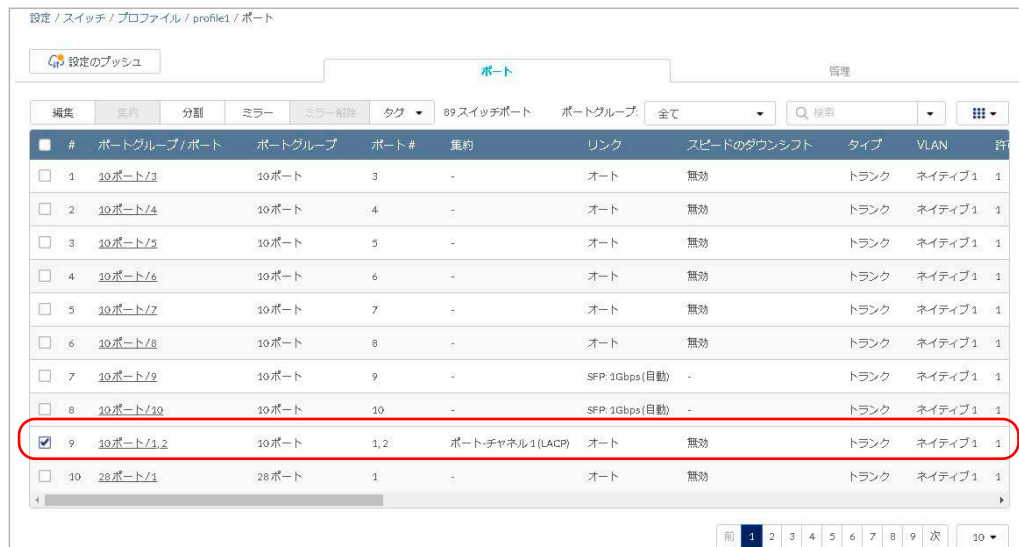 設定 / スイッチ / プロファイル / profile1 / ポート
設定のプッシュ
ポート 管理
編集 集約 分割 ミラー ミラー解除 タグ 89スイッチポート ポートグループ: 全て 検索
# ポートグループ/ポート ポートグループ ポート# 集約 リンク スピードのダウンシフト タイプ VLAN 許
1 10ポート/3 10ポート 3 - オート 無効 トランク ネイティブ1 1
2 10ポート/4 10ポート 4 - オート 無効 トランク ネイティブ1 1
3 10ポート/5 10ポート 5 - オート 無効 トランク ネイティブ1 1
4 10ポート/6 10ポート 6 - オート 無効 トランク ネイティブ1 1
5 10ポート/7 10ポート 7 - オート 無効 トランク ネイティブ1 1
6 10ポート/8 10ポート 8 - オート 無効 トランク ネイティブ1 1
7 10ポート/9 10ポート 9 - SFP: 1Gbps(自動) - トランク ネイティブ1 1
8 10ポート/10 10ポート 10 - SFP: 1Gbps(自動) - トランク ネイティブ1 1
9 10ポート/1,2 10ポート 1, 2 ポート-チャネル1(LACP) オート 無効 トランク ネイティブ1 1
10 28ポート/1 28ポート 1 - オート 無効 トランク ネイティブ1 1
前 1 2 3 4 5 6 7 8 9 次 10